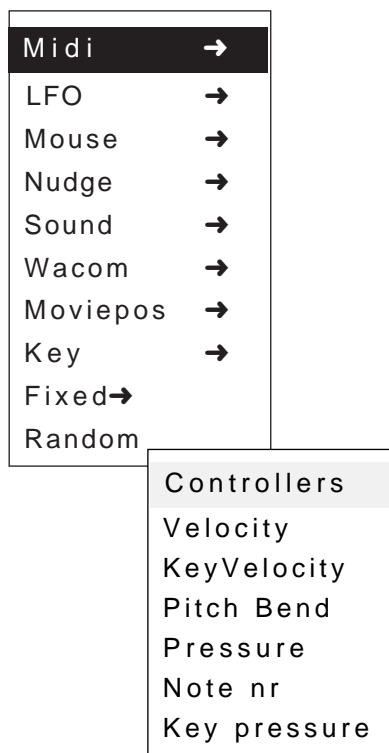 Midi ➜
LFO ➜
Mouse ➜
Nudge ➜
Sound ➜
Wacom ➜
Moviepos ➜
Key ➜
Fixed➜
Random
Controllers
Velocity
KeyVelocity
Pitch Bend
Pressure
Note nr
Key pressure